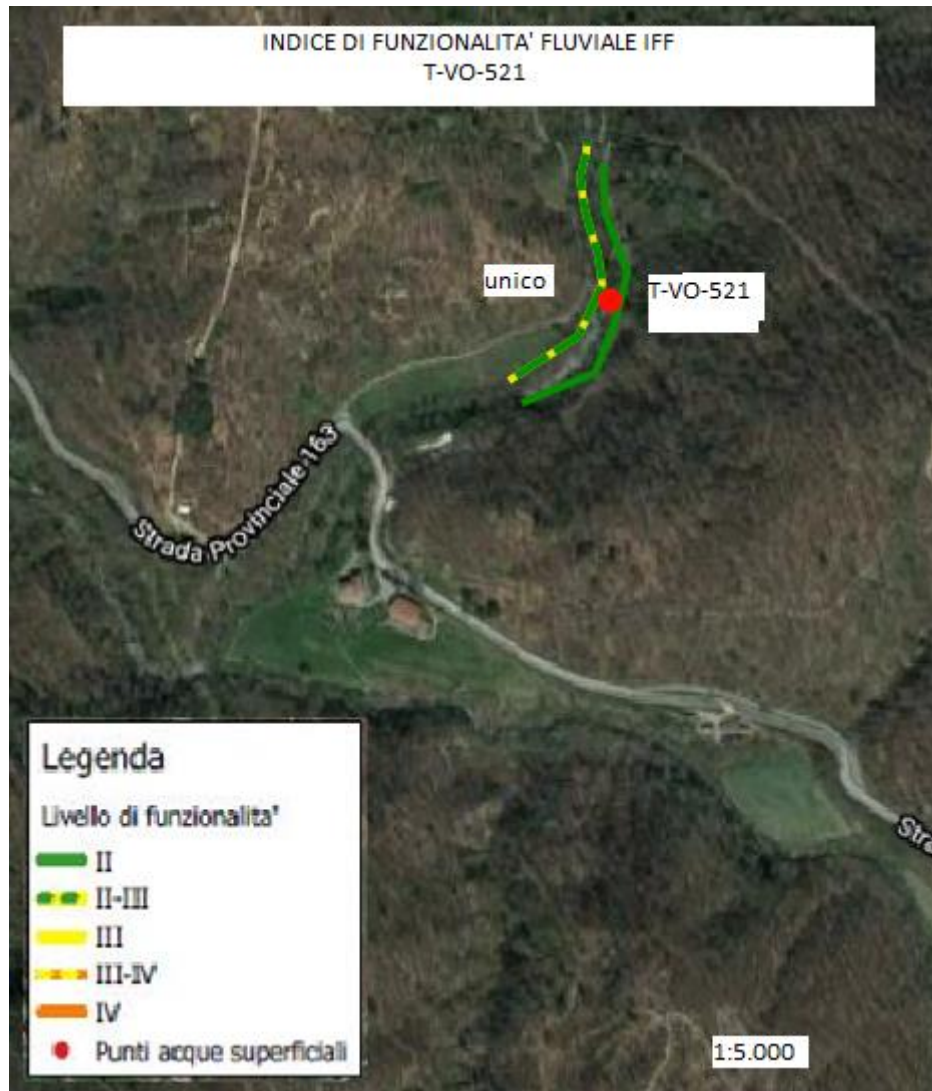 INDICE DI FUNZIONALITA' FLUVIALE IFF
T-VO-521
unico
T-VO-521
Strada Provinciale 163
Stra
Legenda
Livello di funzionalita'
II
II-III
III
III-IV
IV
Punti acque superficiali
1:5.000